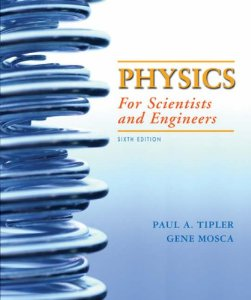 PHYSICS
For Scientists and Engineers
SIXTH EDITION
PAUL A. TIPLER
GENE MOSCA